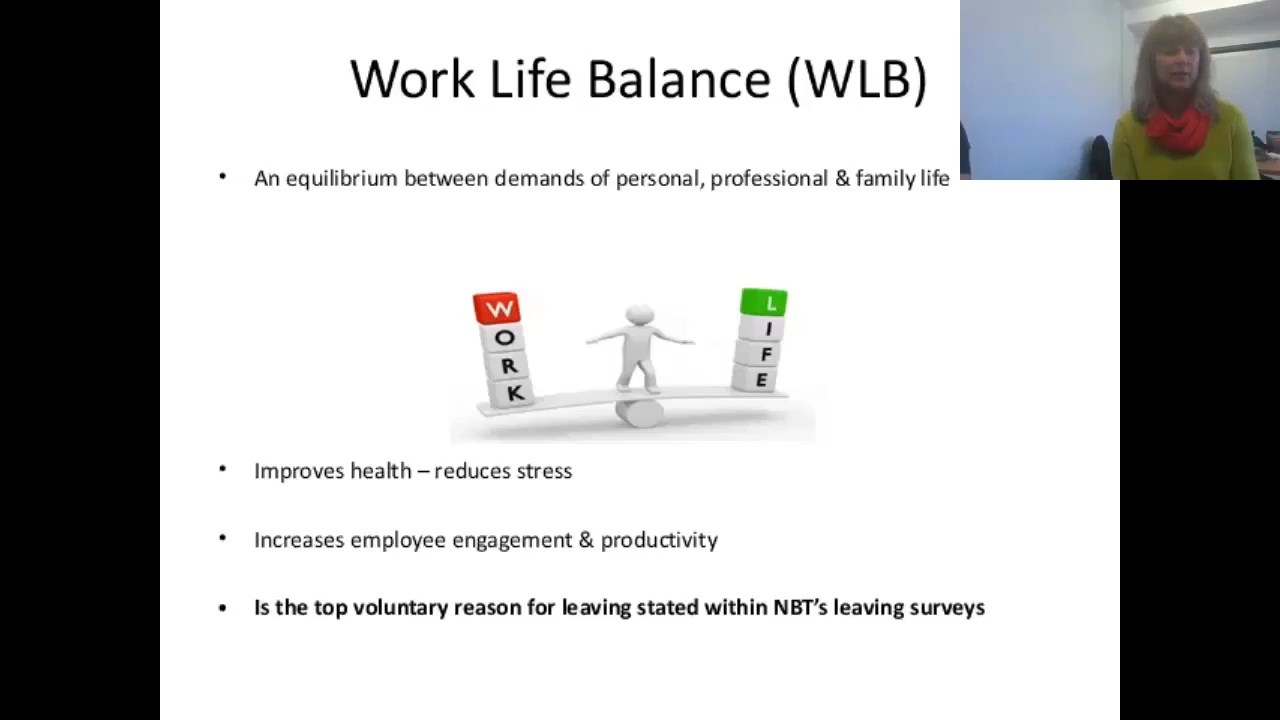 Work Life Balance (WLB)
• An equilibrium between demands of personal, professional & family life
W
O
R
K
L
I
F
E
• Improves health – reduces stress
• Increases employee engagement & productivity
• Is the top voluntary reason for leaving stated within NBT’s leaving surveys